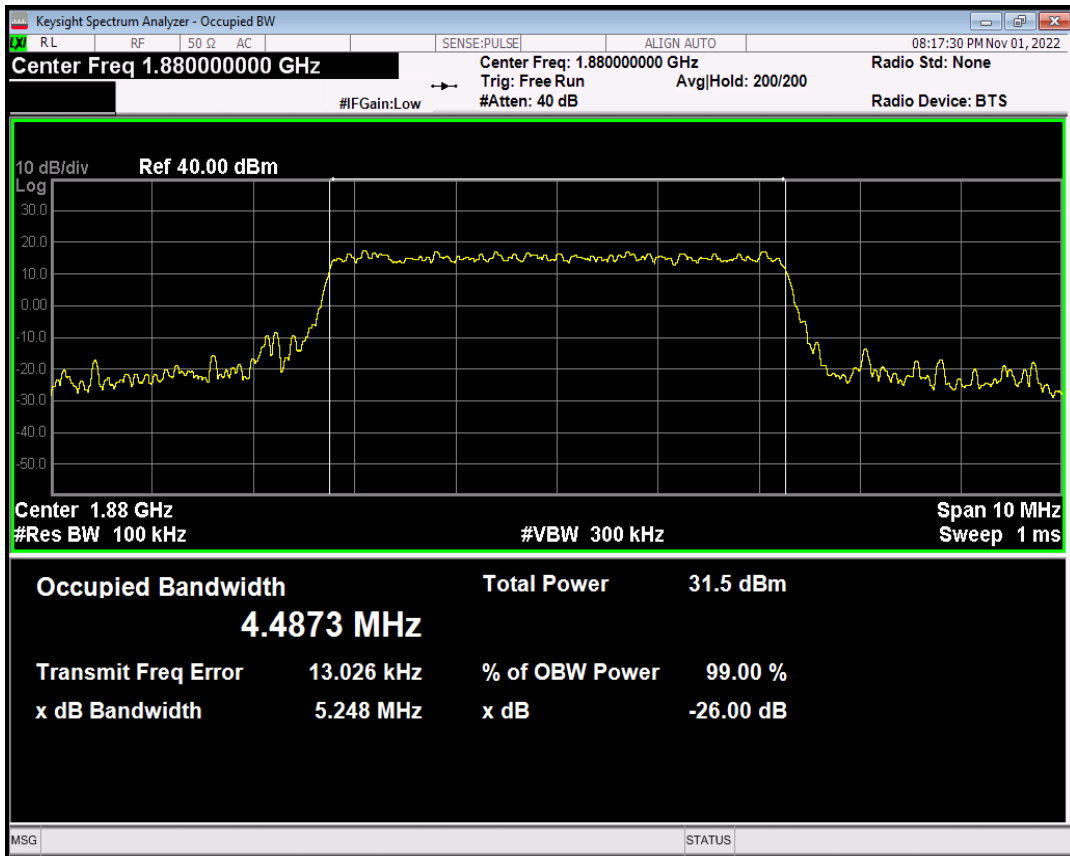 Keysight Spectrum Analyzer - Occupied BW
LXI RL RF 50 Ω AC SENSE:PULSE ALIGN AUTO 08:17:30 PM Nov 01, 2022
Center Freq 1.880000000 GHz Center Freq: 1.880000000 GHz Radio Std: None
Trig: Free Run Avg|Hold: 200/200
#IFGain:Low #Atten: 40 dB Radio Device: BTS
10 dB/div Ref 40.00 dBm
Log
30.0
20.0
10.0
0.00
-10.0
-20.0
-30.0
-40.0
-50.0
Center 1.88 GHz Span 10 MHz
#Res BW 100 kHz #VBW 300 kHz Sweep 1 ms
Occupied Bandwidth Total Power 31.5 dBm
4.4873 MHz
Transmit Freq Error 13.026 kHz % of OBW Power 99.00 %
x dB Bandwidth 5.248 MHz x dB -26.00 dB
MSG STATUS